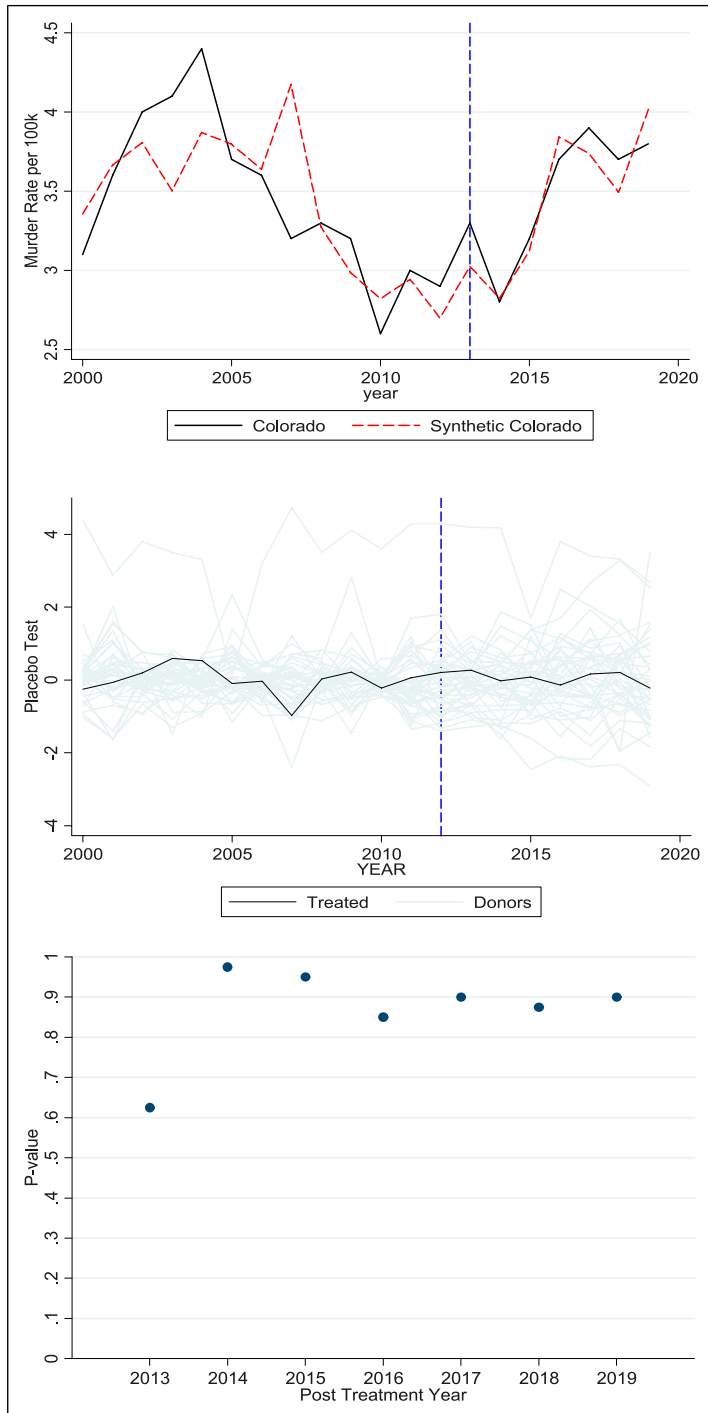 4.5
4
3.5
3
2.5
Murder Rate per 100k
2000 2005 2010 2015 2020
year
Colorado Synthetic Colorado
4
2
0
-2
-4
Placebo Test
2000 2005 2010 2015 2020
YEAR
Treated Donors
1
.9
.8
.7
.6
.5
.4
.3
.2
.1
0
P-value
2013 2014 2015 2016 2017 2018 2019
Post Treatment Year